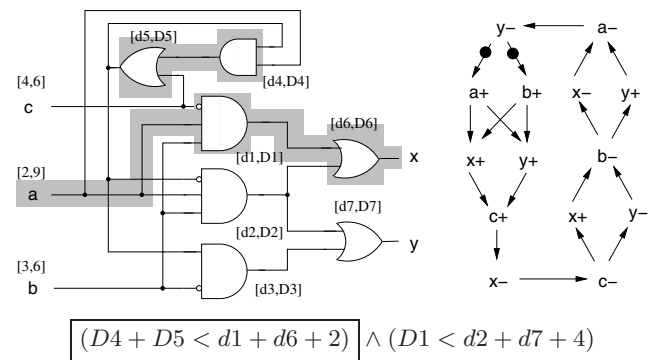 [d5,D5]
[d4,D4]
[4,6]
c
[d6,D6]
x
[d1,D1]
[2,9]
a
[d7,D7]
[d2,D2]
y
[3,6]
b
[d3,D3]
y− a−
a+ b+ x− y+
x+ y+ b−
c+ x+ y−
x− c−
(D4 + D5 < d1 + d6 + 2) ∧ (D1 < d2 + d7 + 4)